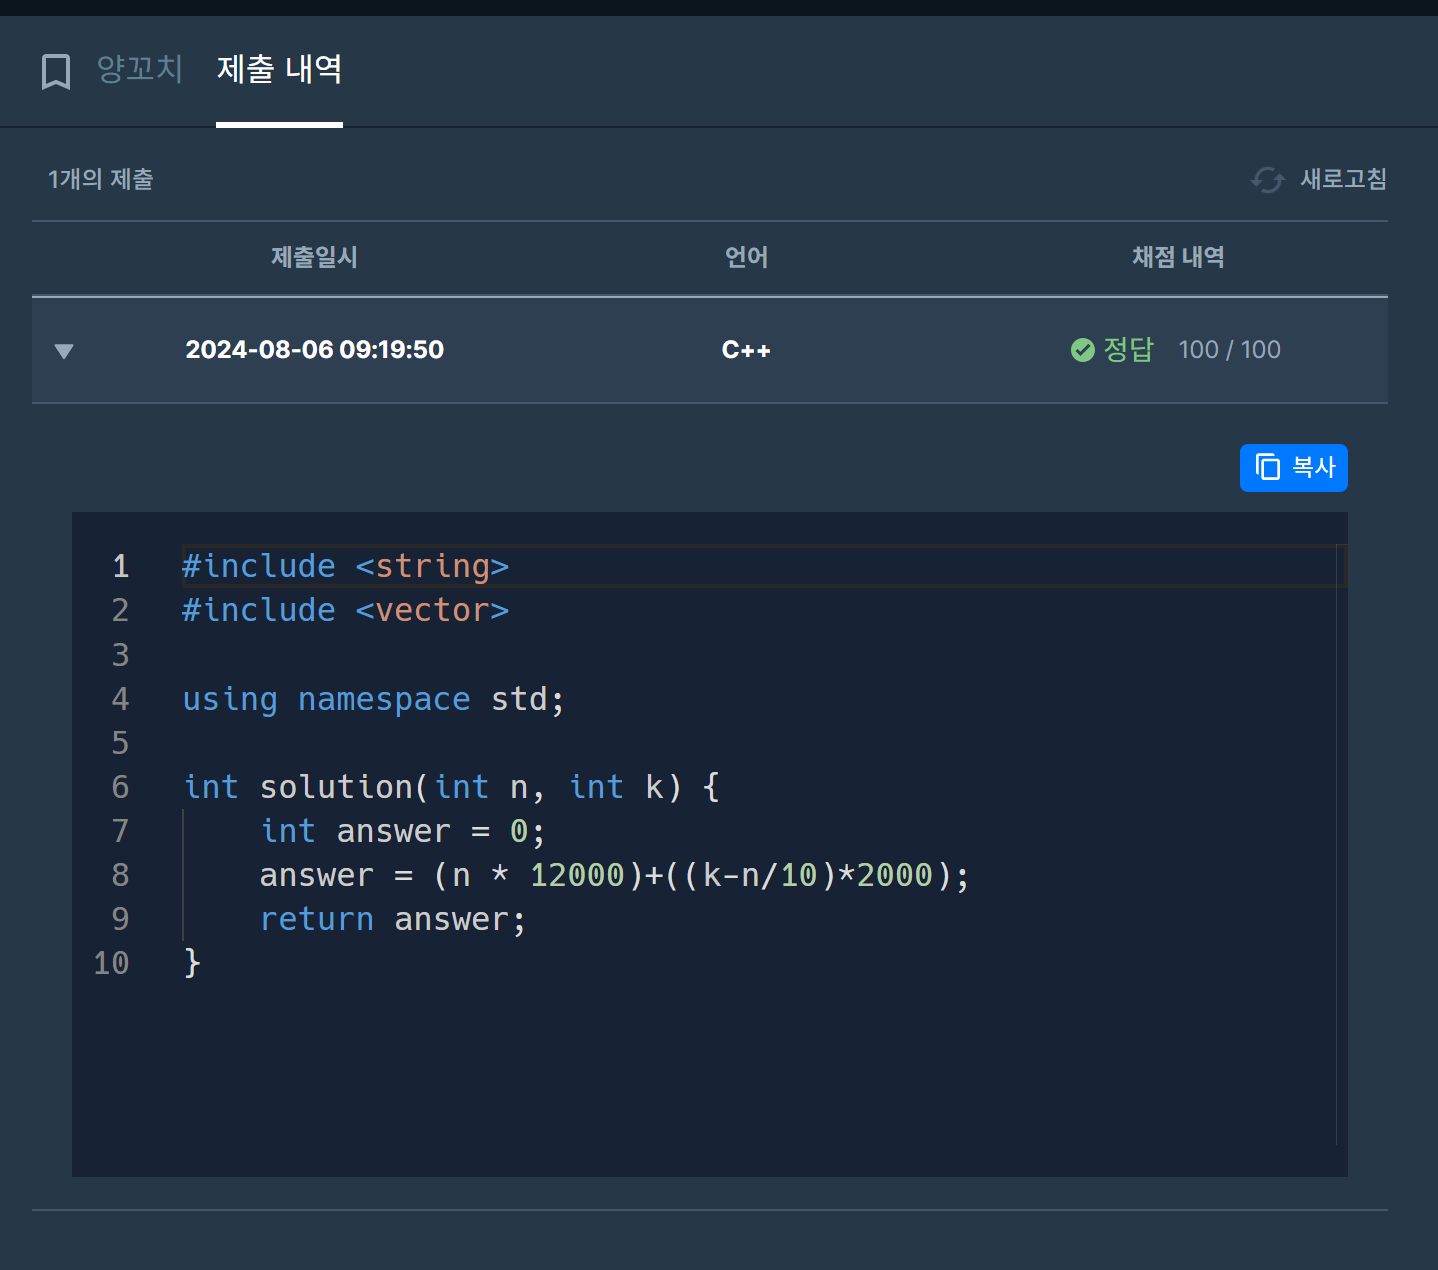 양꼬치 제출 내역
1개의 제출 새로고침
제출일시 언어 채점 내역
2024-08-06 09:19:50 C++ 정답 100 / 100
복사
1 #include <string>
2 #include <vector>
3
4 using namespace std;
5
6 int solution(int n, int k) {
7     int answer = 0;
8     answer = (n * 12000)+((k-n/10)*2000);
9     return answer;
10 }